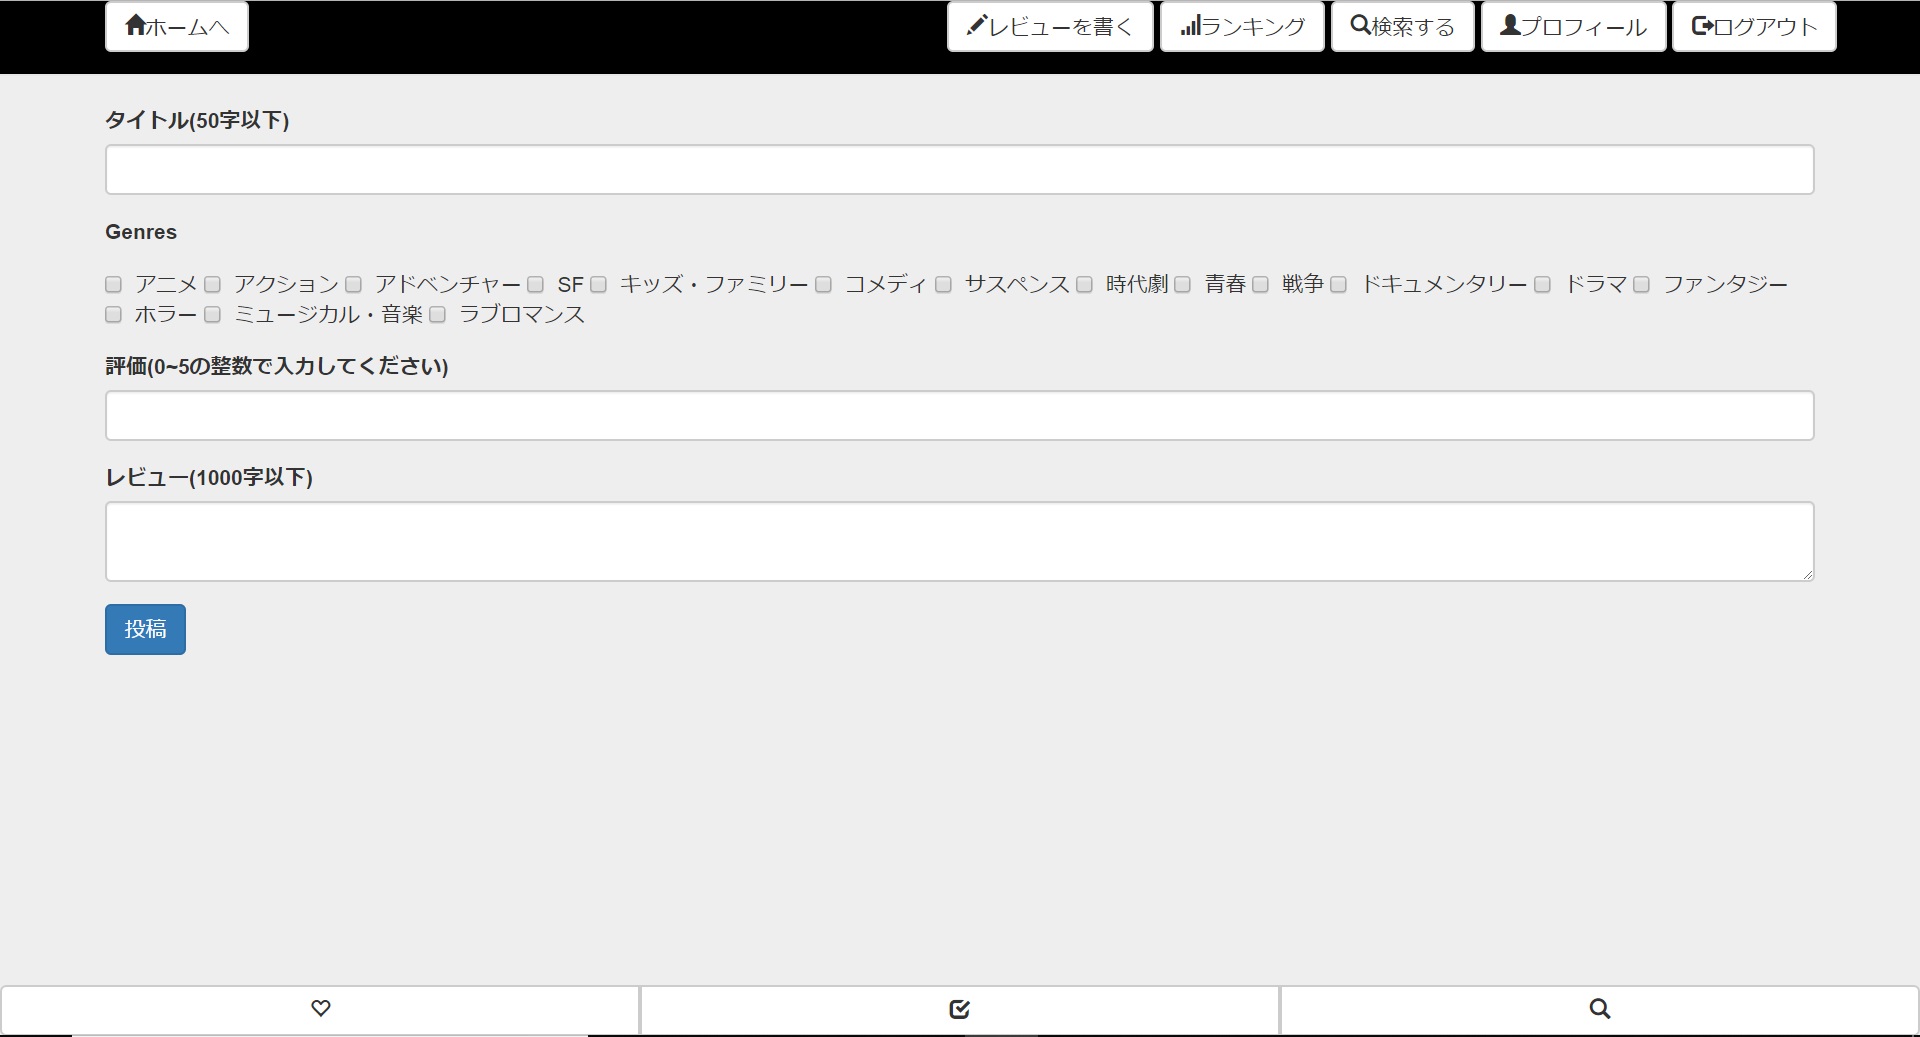 ホームへ レビューを書く ランキング 検索する プロフィール ログアウト
タイトル(50字以下)
Genres
アニメ アクション アドベンチャー SF キッズ・ファミリー コメディ サスペンス 時代劇 青春 戦争 ドキュメンタリー ドラマ ファンタジー
ホラー ミュージカル・音楽 ラブロマンス
評価(0~5の整数で入力してください)
レビュー(1000字以下)
投稿